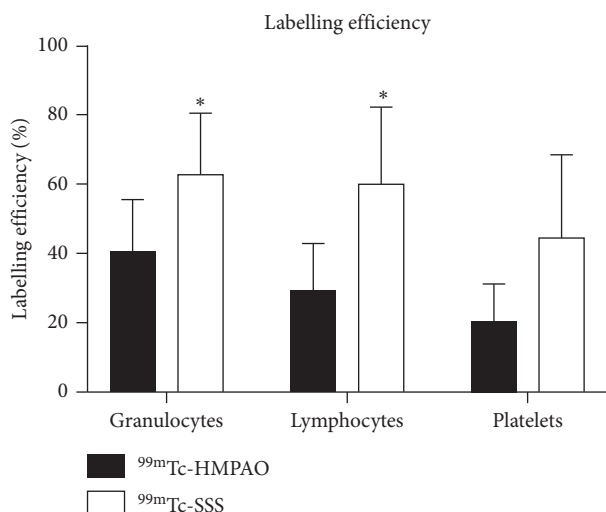 Labelling efficiency
100
80
60
40
20
0
Labelling efficiency (%)
*
*
Granulocytes Lymphocytes Platelets
⁹⁹ᵐTc-HMPAO
⁹⁹ᵐTc-SSS